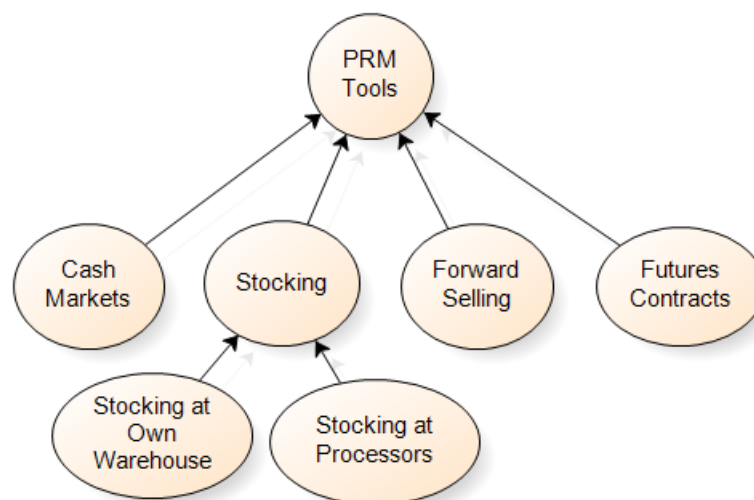 PRM
Tools
Cash
Markets
Stocking
Forward
Selling
Futures
Contracts
Stocking at
Own
Warehouse
Stocking at
Processors